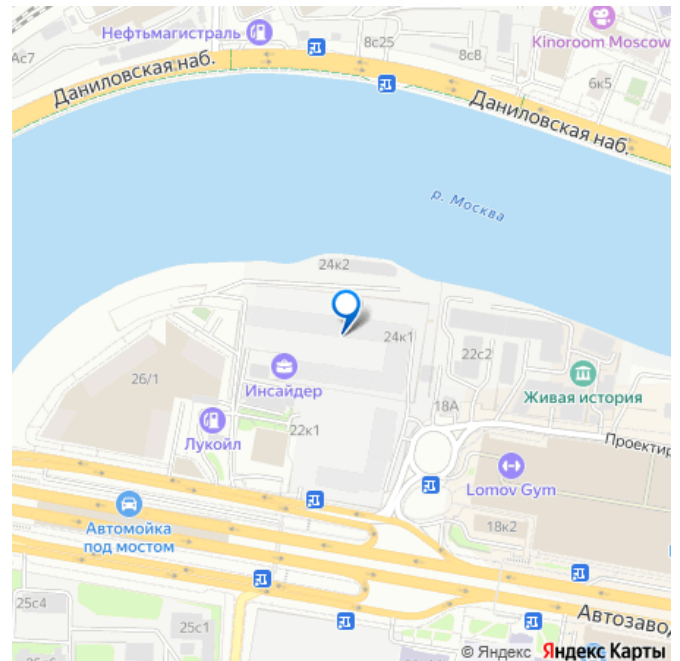 Нефтьмагистраль
8с25
Kinoroom Moscow
Ас7
8с8
6к5
Даниловская наб.
Даниловская наб.
р. Москва
24к2
24к1
22с2
26/1
Инсайдер
Живая история
18А
Лукойл
22к1
Проектир
Lomov Gym
Автомойка
под мостом
18к2
25с4
25с1
Автозавод
© Яндекс Яндекс Карты